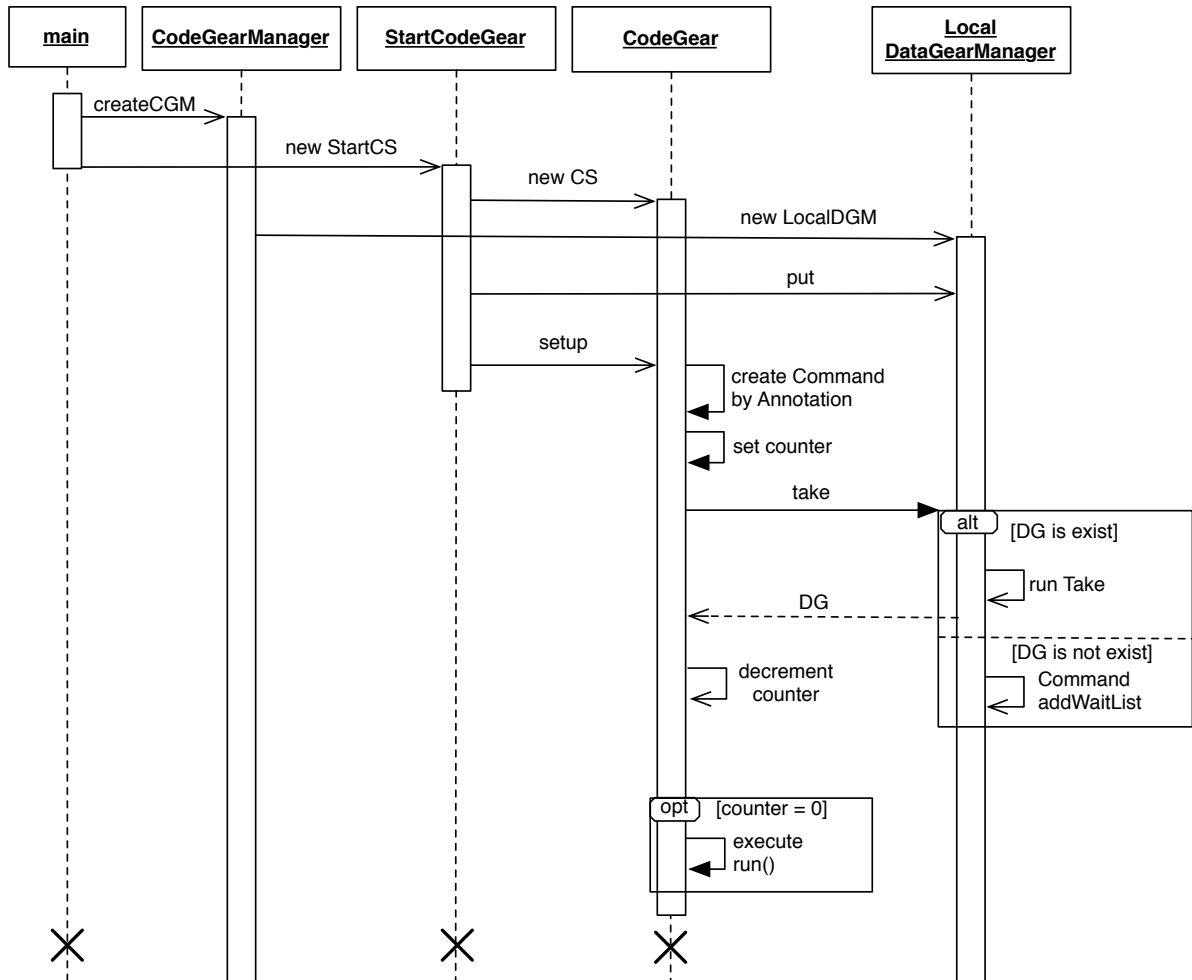 main
CodeGearManager
StartCodeGear
CodeGear
Local
DataGearManager
createCGM
new StartCS
new CS
new LocalDGM
put
setup
create Command
by Annotation
set counter
take
alt
[DG is exist]
run Take
DG
[DG is not exist]
decrement
counter
Command
addWaitList
opt
[counter = 0]
execute
run()